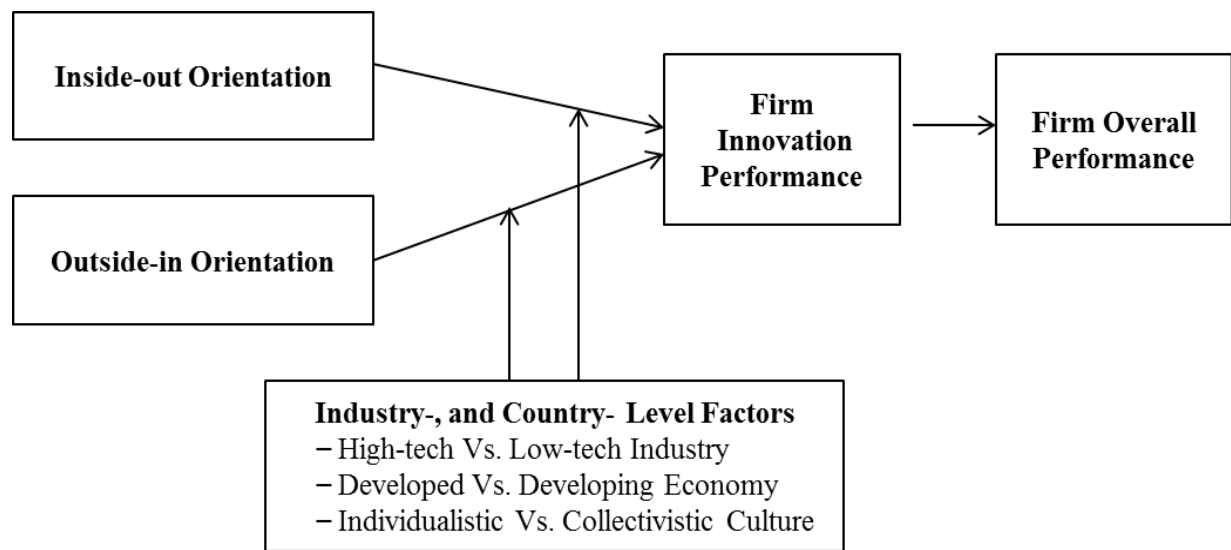 Inside-out Orientation
Outside-in Orientation
Firm
Innovation
Performance
Firm Overall
Performance
Industry-, and Country- Level Factors
– High-tech Vs. Low-tech Industry
– Developed Vs. Developing Economy
– Individualistic Vs. Collectivistic Culture